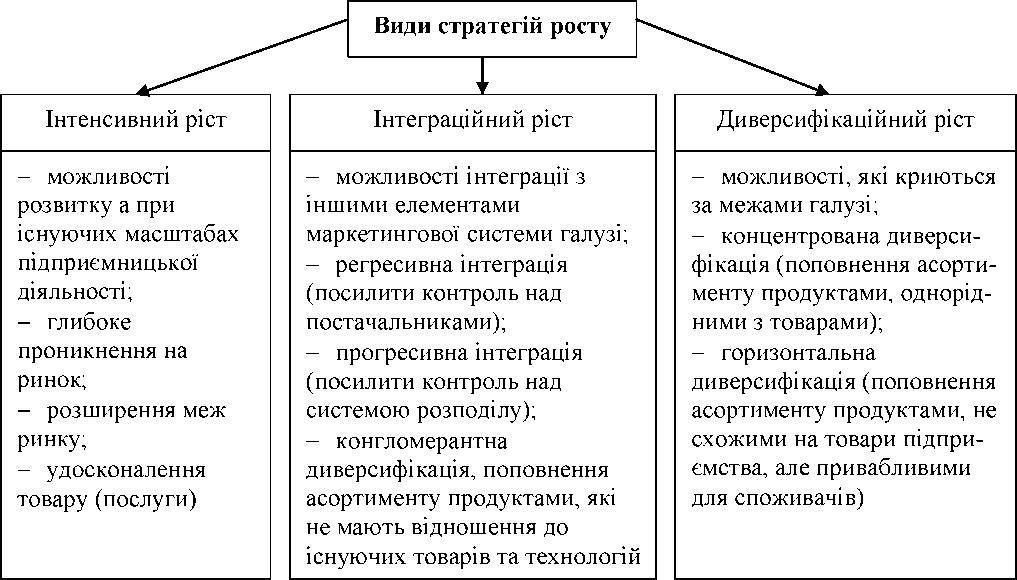 Види стратегій росту
Інтенсивний ріст
– можливості
розвитку а при
існуючих масштабах
підприємницької
діяльності;
– глибоке
проникнення на
ринок;
– розширення меж
ринку;
– удосконалення
товару (послуги)
Інтеграційний ріст
– можливості інтеграції з
іншими елементами
маркетингової системи галузі;
– регресивна інтеграція
(посилити контроль над
постачальниками);
– прогресивна інтеграція
(посилити контроль над
системою розподілу);
– конгломерантна
диверсифікація, поповнення
асортименту продуктами, які
не мають відношення до
існуючих товарів та технологій
Диверсифікаційний ріст
– можливості, які криються
за межами галузі;
– концентрована диверси-
фікація (поповнення асорти-
менту продуктами, однорід-
ними з товарами);
– горизонтальна
диверсифікація (поповнення
асортименту продуктами, не
схожими на товари підпри-
ємства, але привабливими
для споживачів)